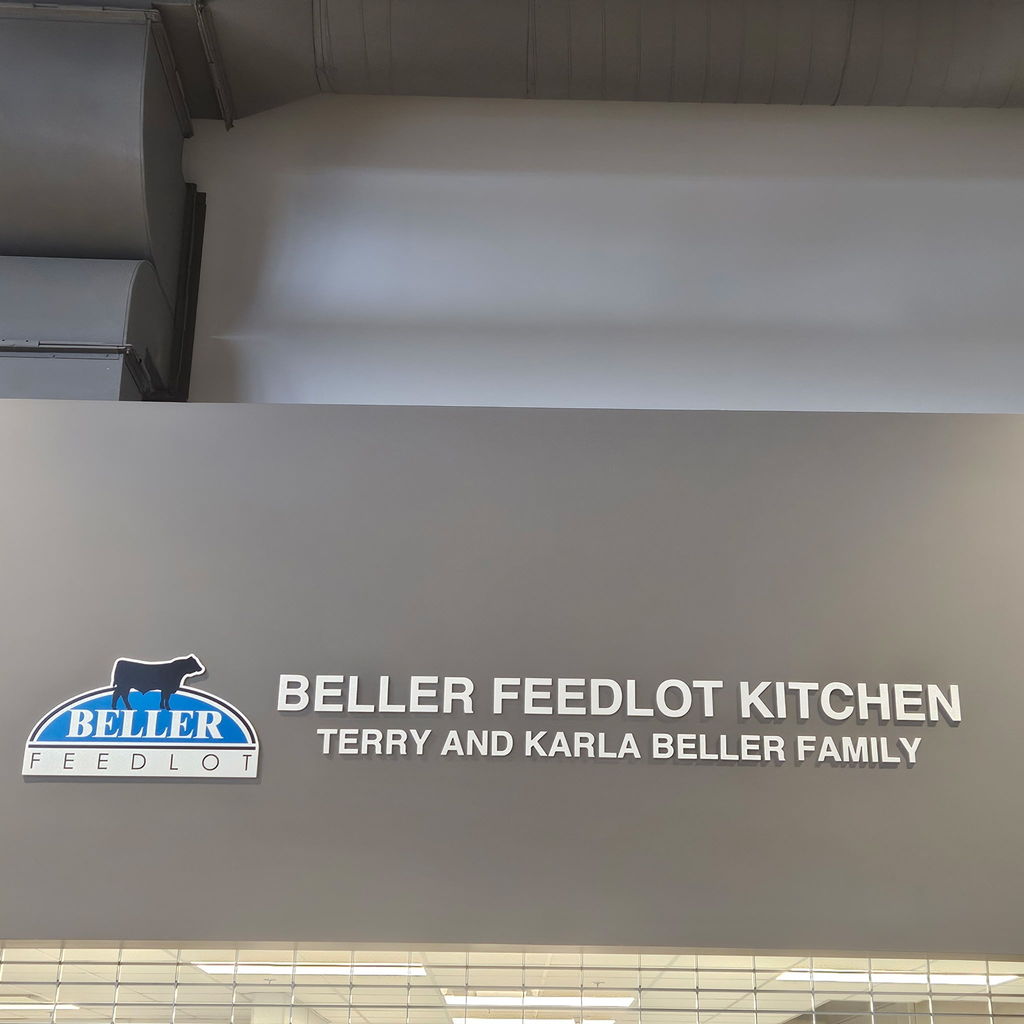 BELLER
FEEDLOT
BELLER FEEDLOT KITCHEN
TERRY AND KARLA BELLER FAMILY